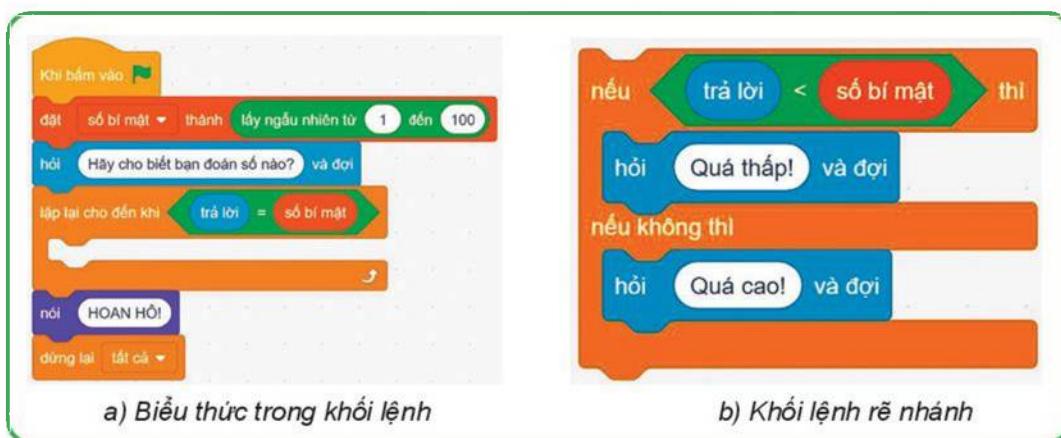 Khi bấm vào
đặt số bí mật thành lấy ngẫu nhiên từ 1 đến 100
hỏi Hãy cho biết bạn đoán số nào? và đợi
lặp lại cho đến khi trả lời = số bí mật
nói HOAN HÔ!
dừng lại tất cả
a) Biểu thức trong khối lệnh
nếu trả lời < số bí mật thì
hỏi Quá thấp! và đợi
nếu không thì
hỏi Quá cao! và đợi
b) Khối lệnh rẽ nhánh